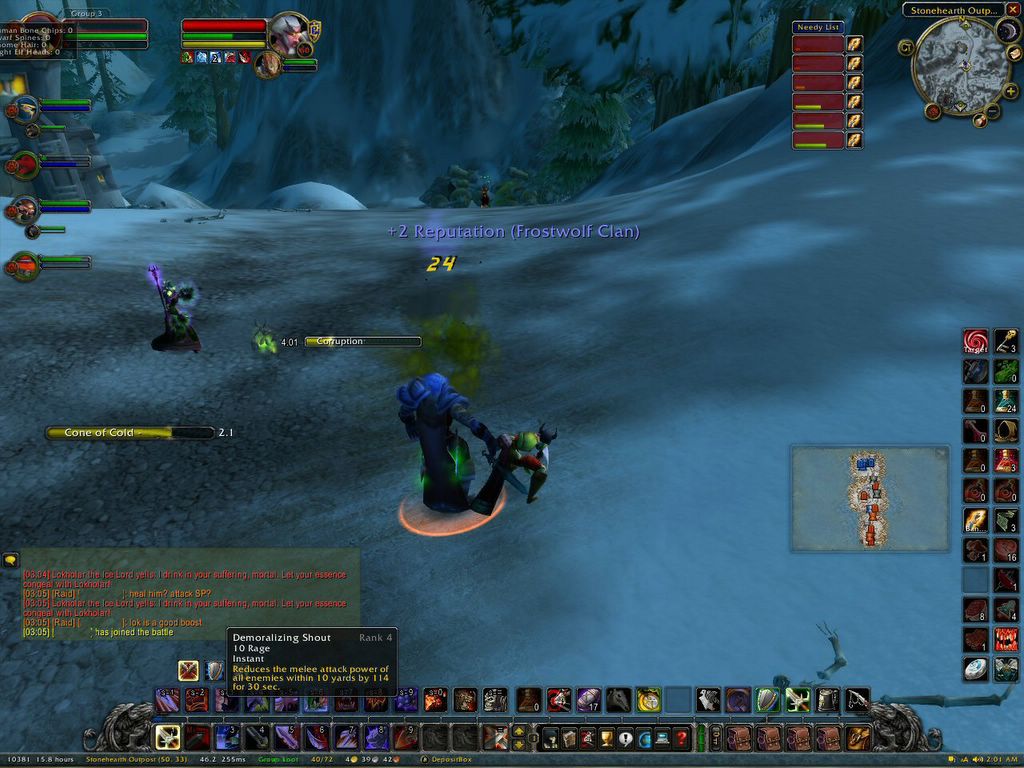 Group 3
Stonehearth Outp...
Bone Chips: 0
Spines: 0
Hair: 0
Elf Heads: 0
Needy List
+2 Reputation (Frostwolf Clan)
24
4.01
Corruption
Cone of Cold -
2.1
Target
[03:04] Lokholar the Ice Lord yells: I drink in your suffering, mortal. Let your essence
congeal with Lokholar!
[03:05] [Raid] [ ]: heal him? attack SP?
[03:05] Lokholar the Ice Lord yells: I drink in your suffering, mortal. Let your essence
congeal with Lokholar!
[03:05] [Raid] [ ]: lok is a good boost
[03:05] [ ] has joined the battle
Demoralizing Shout Rank 4
10 Rage
Instant
Reduces the melee attack power of
all enemies within 10 yards by 114
for 30 sec.
10381 15.8 hours Stonehearth Outpost (50, 33) 46.2 255ms Group Loot 40/72 4 39 42 DepositBox 2:01 AM